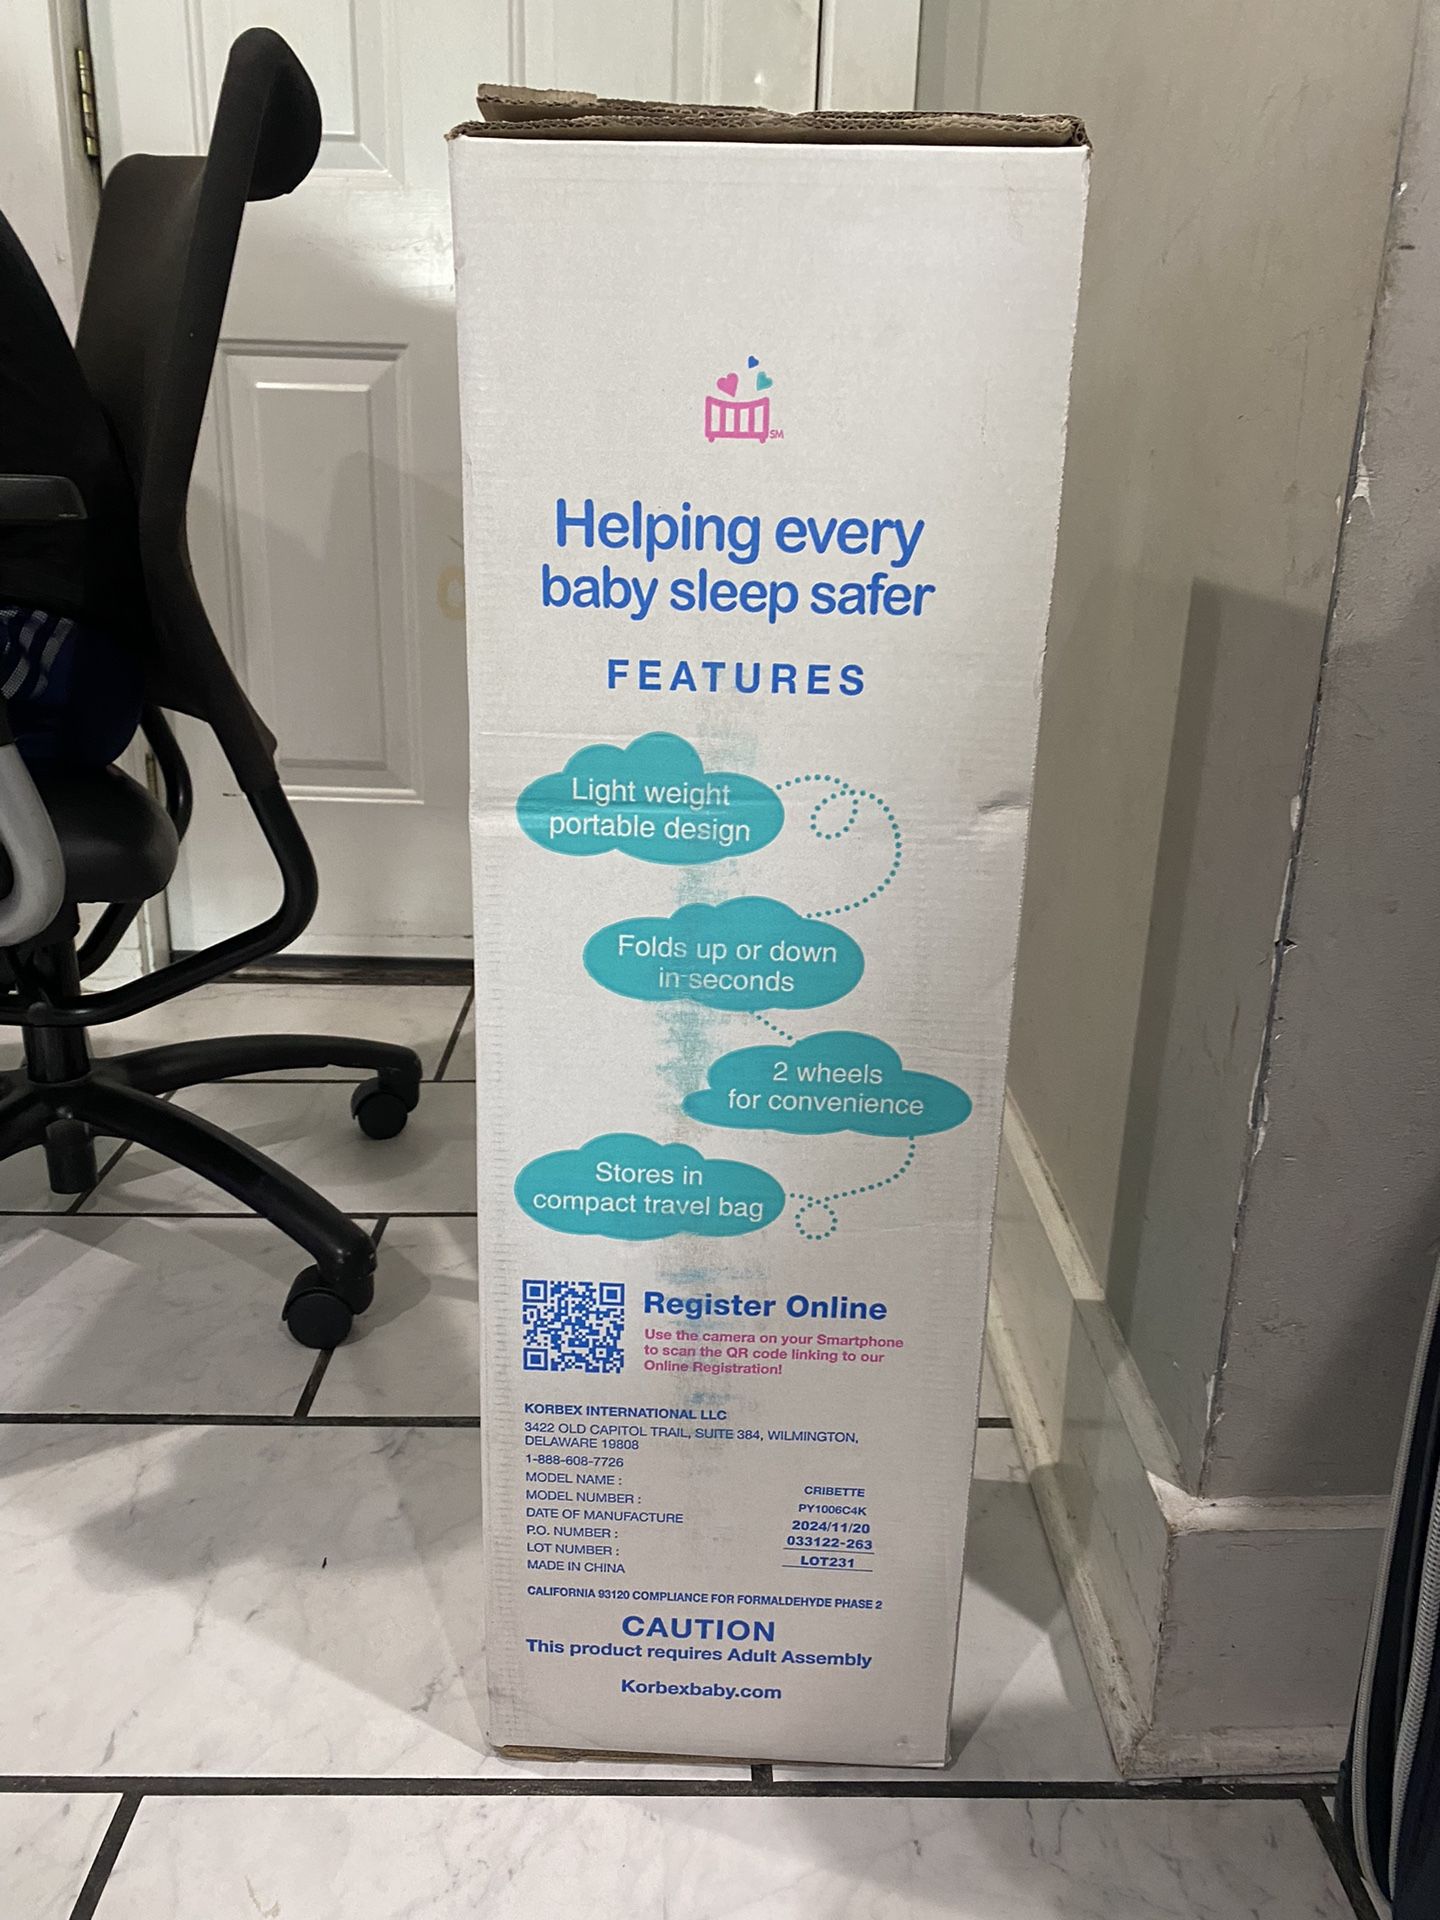 SM
Helping every
baby sleep safer
FEATURES
Light weight
portable design
Folds up or down
in seconds
2 wheels
for convenience
Stores in
compact travel bag
Register Online
Use the camera on your Smartphone
to scan the QR code linking to our
Online Registration!
KORBEX INTERNATIONAL LLC
3422 OLD CAPITOL TRAIL, SUITE 384, WILMINGTON,
DELAWARE 19808
1-888-608-7726
MODEL NAME : CRIBETTE
MODEL NUMBER : PY1006C4K
DATE OF MANUFACTURE 2024/11/20
P.O. NUMBER : 033122-263
LOT NUMBER : LOT231
MADE IN CHINA
CALIFORNIA 93120 COMPLIANCE FOR FORMALDEHYDE PHASE 2
CAUTION
This product requires Adult Assembly
Korbexbaby.com